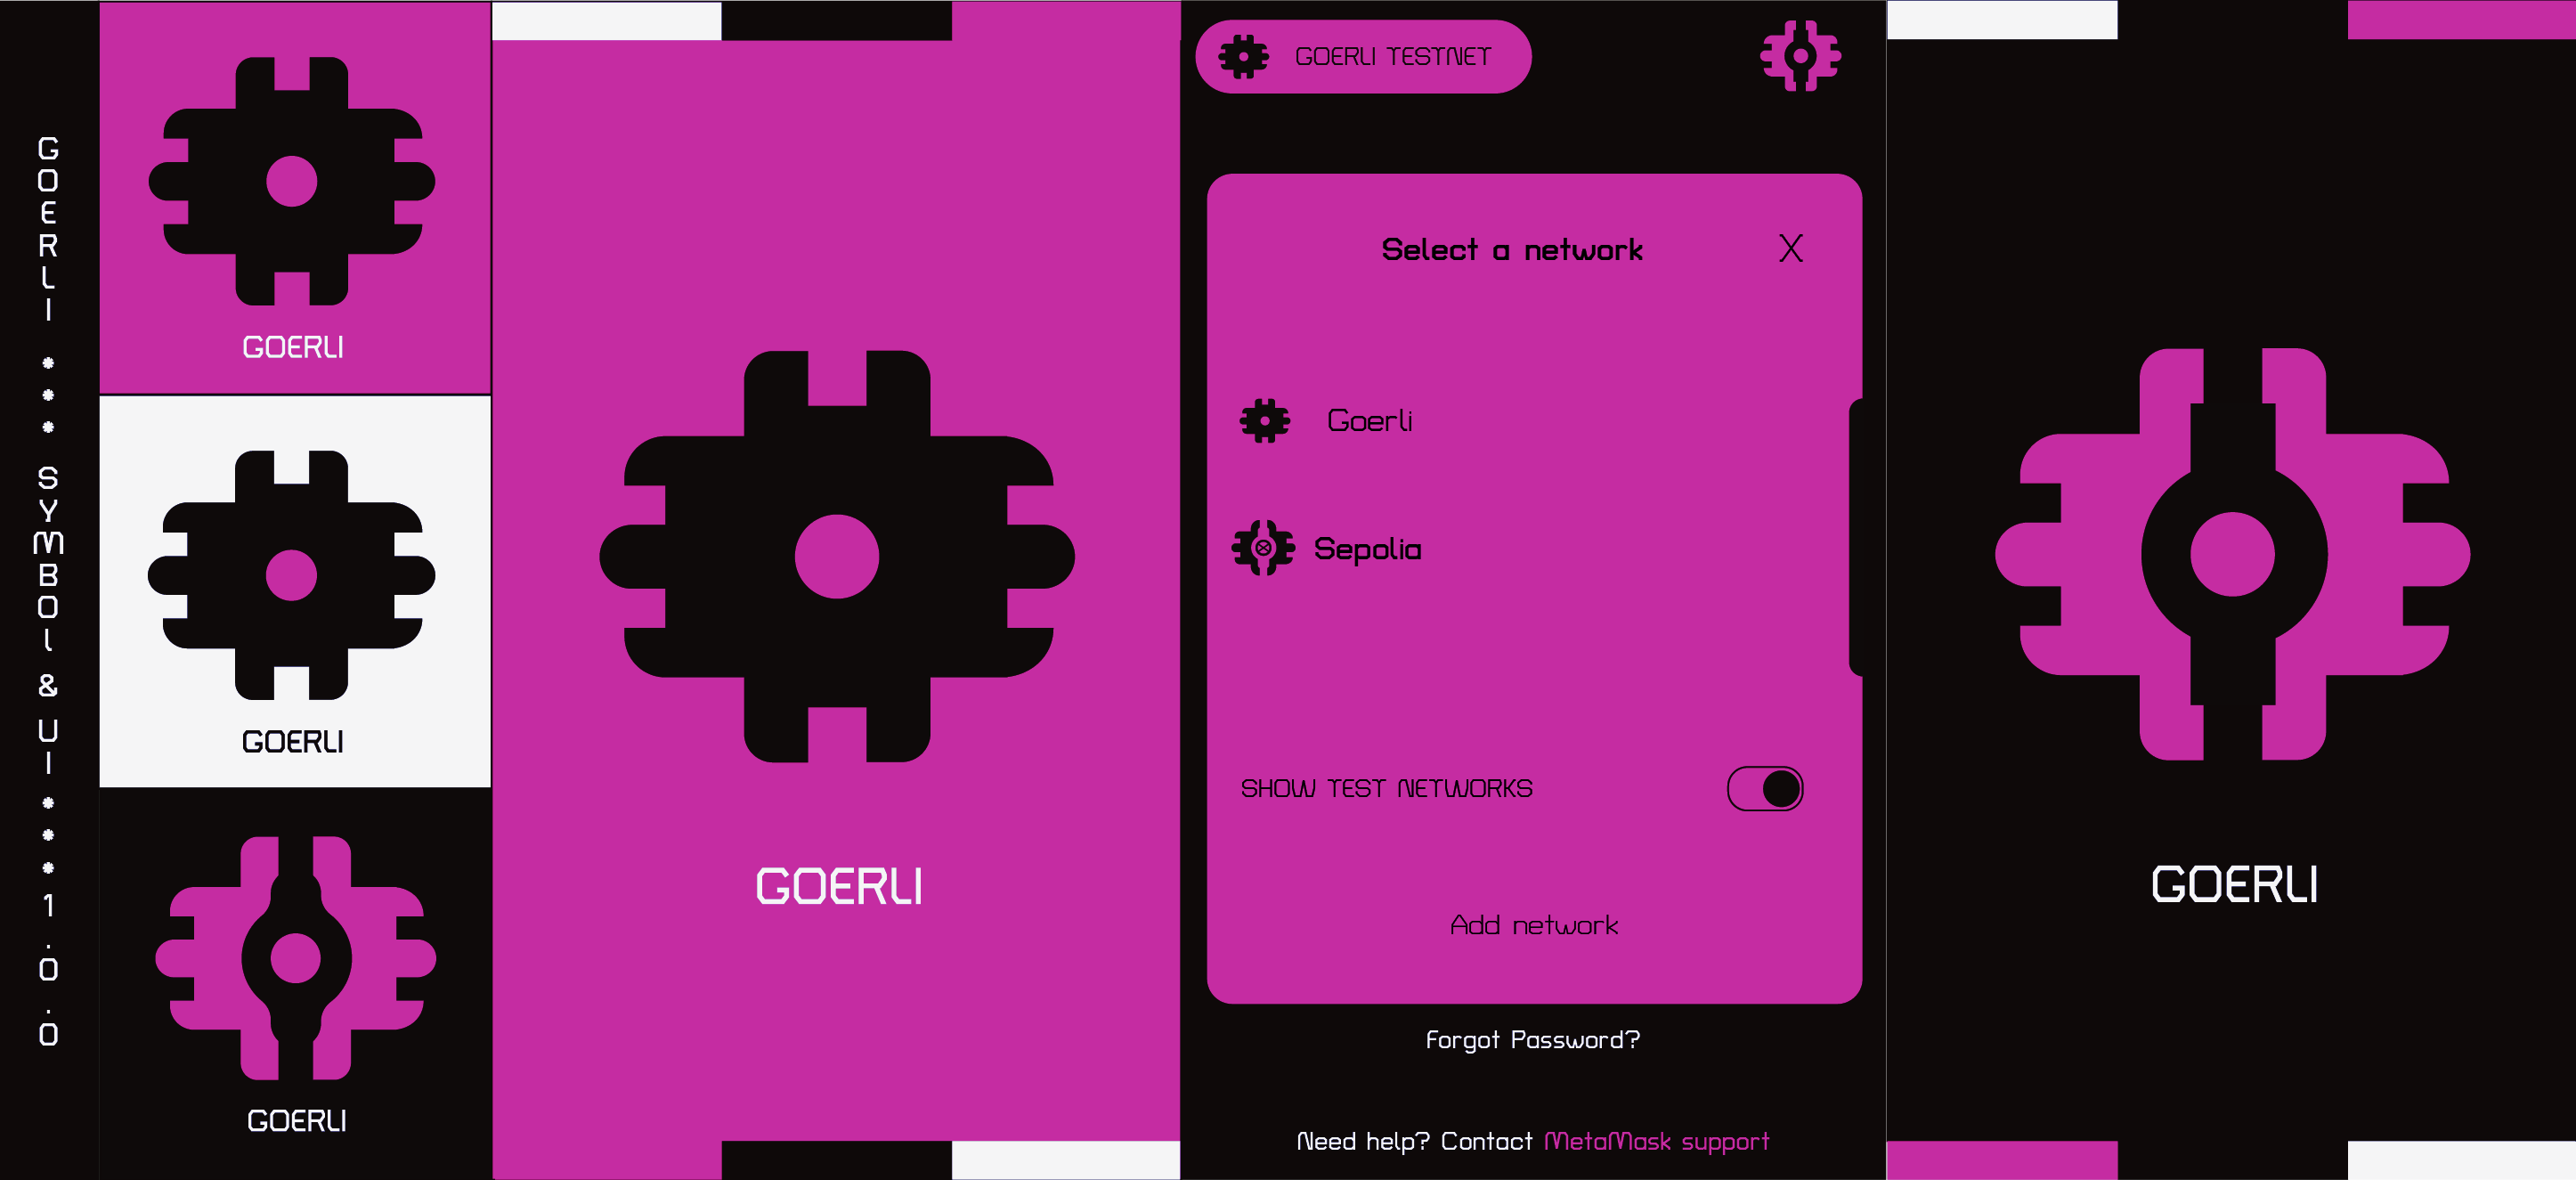 GOERLI * * * SYMBOl & UI * * * 1.0.0
GOERLI
GOERLI
GOERLI
GOERLI
GOERLI TESTNET
Select a network X
Goerli
Sepolia
SHOW TEST NETWORKS
Add network
Forgot Password?
Need help? Contact MetaMask support
GOERLI